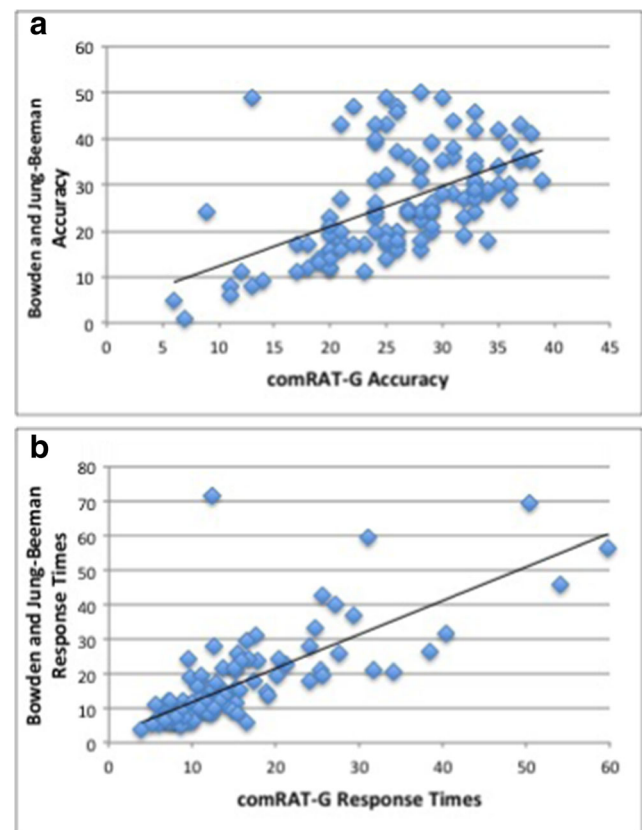 a
60
50
40
30
20
10
0
Bowden and Jung-Beeman
Accuracy
0 5 10 15 20 25 30 35 40 45
comRAT-G Accuracy
b
80
70
60
50
40
30
20
10
0
Bowden and Jung-Beeman
Response Times
0 10 20 30 40 50 60
comRAT-G Response Times